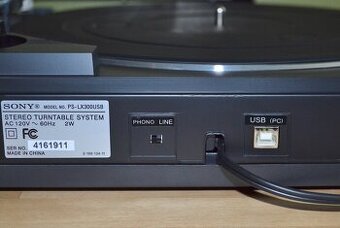 SONY® MODEL NO. PS-LX300USB
STEREO TURNTABLE SYSTEM
AC 120V ~ 60Hz 2W
FC
SER NO. 4161911
MADE IN CHINA
PHONO LINE
USB (PC)